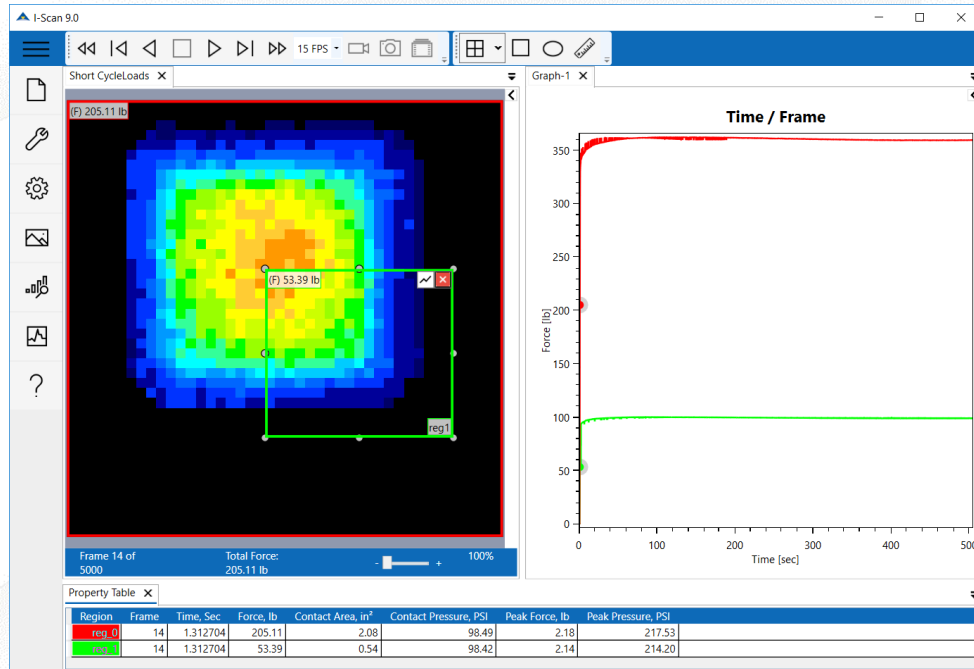 I-Scan 9.0
15 FPS
Short CycleLoads
Graph-1
(F) 205.11 lb
(F) 53.39 lb
reg1
Frame 14 of
5000
Total Force:
205.11 lb
- +
100%
Time / Frame
Force [lb]
350
300
250
200
150
100
50
0
0 100 200 300 400 500
Time [sec]
Property Table
Region Frame Time, Sec Force, lb Contact Area, in² Contact Pressure, PSI Peak Force, lb Peak Pressure, PSI
reg_0 14 1.312704 205.11 2.08 98.49 2.18 217.53
14 1.312704 53.39 0.54 98.42 2.14 214.20